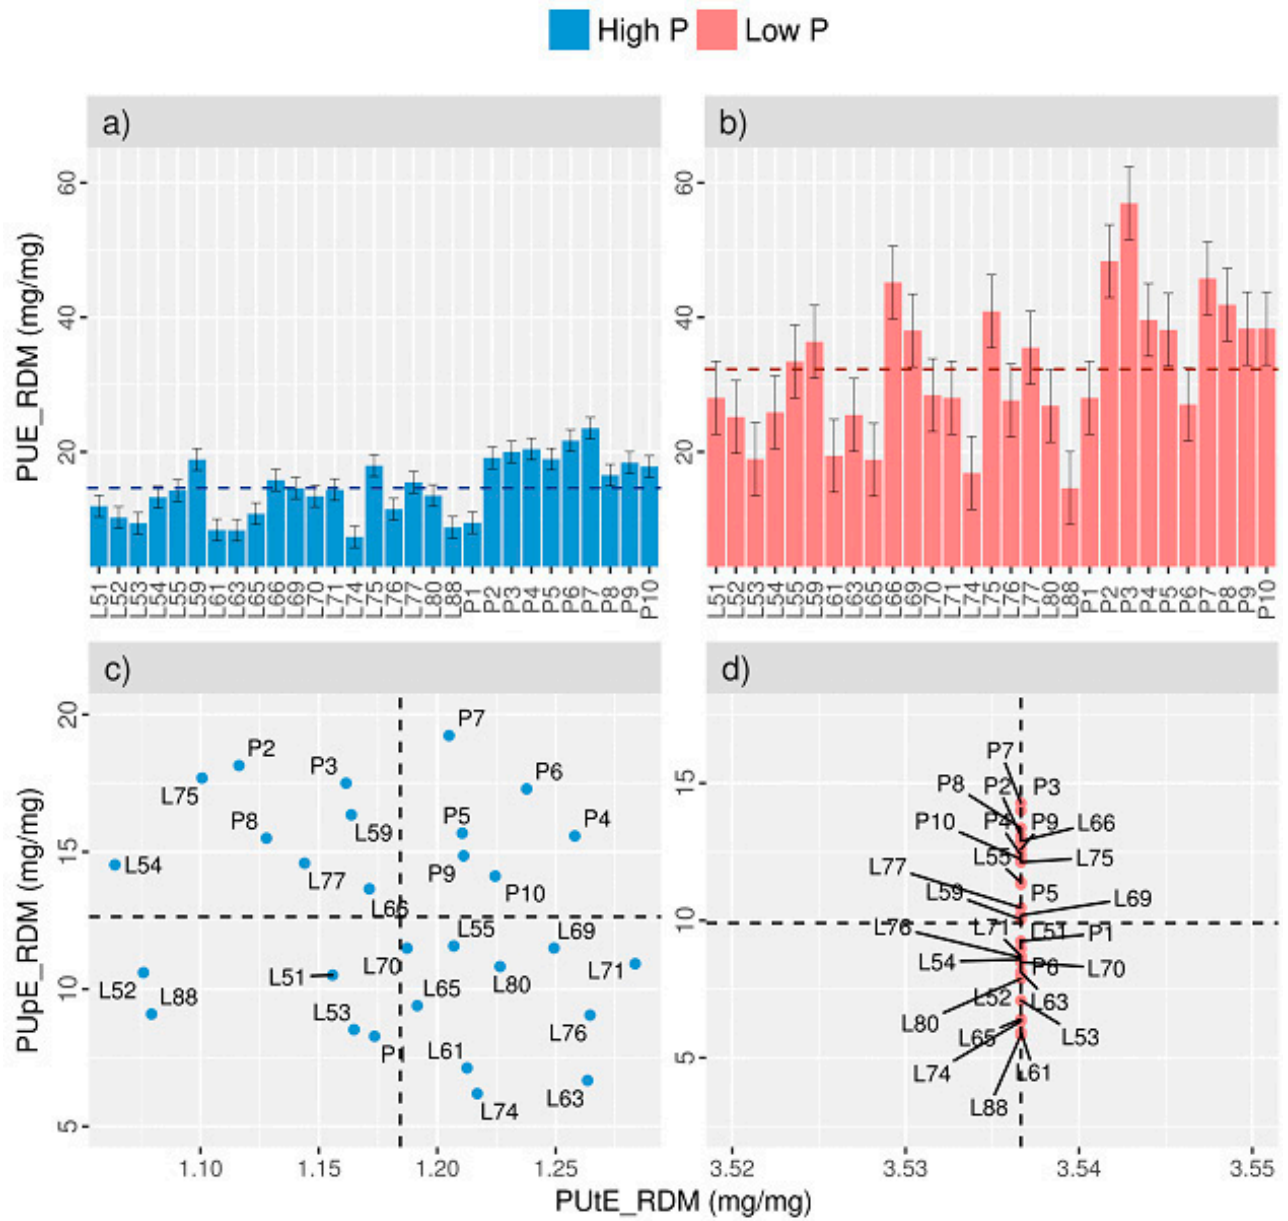 High P Low P
a) b)
PUE_RDM (mg/mg)
60
40
20
60
40
20
L51 L52 L53 L54 L55 L59 L61 L63 L65 L66 L69 L70 L71 L74 L75 L76 L77 L80 L88 P1 P2 P3 P4 P5 P6 P7 P8 P9 P10
L51 L52 L53 L54 L55 L59 L61 L63 L65 L66 L69 L70 L71 L74 L75 L76 L77 L80 L88 P1 P2 P3 P4 P5 P6 P7 P8 P9 P10
c) d)
PUpE_RDM (mg/mg)
20
15
10
5
P7
P2
P3
P6
L75
P8
P5
P4
L59
L54
L77
P9
P10
L66
L55
L69
L70
L71
L51
L80
L52
L88
L65
L53
L76
P1
L61
L63
L74
1.10 1.15 1.20 1.25
15
10
5
P7
P8 P2 P3
P10 P4 P9 L66
L55 L75
L77
L59 P5 L69
L76 L71 L51 P1
L54 P6 L70
L52 L63
L80
L65 L53
L74 L61
L88
3.52 3.53 3.54 3.55
PUtE_RDM (mg/mg)